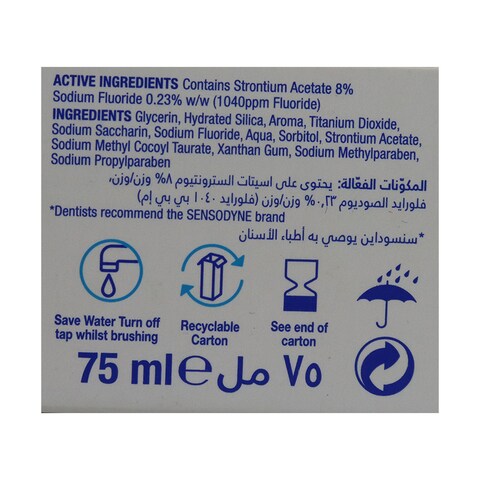 ACTIVE INGREDIENTS Contains Strontium Acetate 8%
Sodium Fluoride 0.23% w/w (1040ppm Fluoride)
INGREDIENTS Glycerin, Hydrated Silica, Aroma, Titanium Dioxide,
Sodium Saccharin, Sodium Fluoride, Aqua, Sorbitol, Strontium Acetate,
Sodium Methyl Cocoyl Taurate, Xanthan Gum, Sodium Methylparaben,
Sodium Propylparaben
المكوّنات الفعّالة: يحتوي على اسيتات السترونتيوم ٨% وزن/وزن،
فلورايد الصوديوم ٠,٢٣% وزن/وزن (فلورايد ١٠٤٠ بي بي إم)
*Dentists recommend the SENSODYNE brand
*سنسوداين يوصي به أطباء الأسنان
Save Water Turn off
tap whilst brushing
Recyclable
Carton
See end of
carton
75 ml ℮ ٧٥ مل